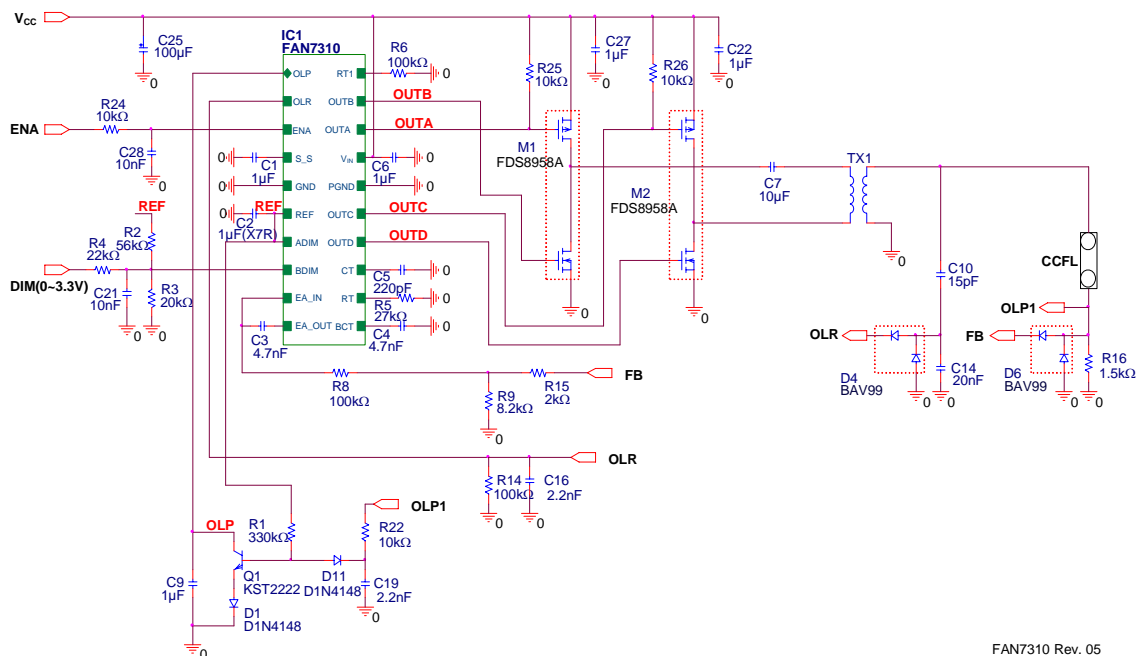 VCC
C25
100µF
IC1
FAN7310
R6
100kΩ
0
R25
10kΩ
C27
1µF
0
R26
10kΩ
C22
1µF
0
0
OLP
RT1
OLR
OUTB
OUTB
ENA
R24
10kΩ
ENA
OUTA
OUTA
C28
10nF
0
0
C1
1µF
S_S
VIN
C6
1µF
0
M1
FDS8958A
0
GND
PGND
0
TX1
C7
10µF
M2
FDS8958A
REF
0
REF
C2
1µF(X7R)
REF
OUTC
OUTC
R2
56kΩ
ADIM
OUTD
OUTD
R4
22kΩ
DIM(0~3.3V)
BDIM
CT
C5
220pF
0
0
CCFL
C21
10nF
R3
20kΩ
EA_IN
RT
R5
27kΩ
0
C10
15pF
OLP1
0
0
C3
4.7nF
EA_OUT
BCT
C4
4.7nF
0
0
0
OLR
FB
R16
1.5kΩ
D4
BAV99
C14
20nF
D6
BAV99
R8
100kΩ
R15
2kΩ
FB
R9
8.2kΩ
0
0
0
0
0
OLR
R14
100kΩ
C16
2.2nF
0
0
OLP1
OLP
R1
330kΩ
R22
10kΩ
C9
1µF
Q1
KST2222
D11
D1N4148
C19
2.2nF
D1
D1N4148
0
0
FAN7310 Rev. 05